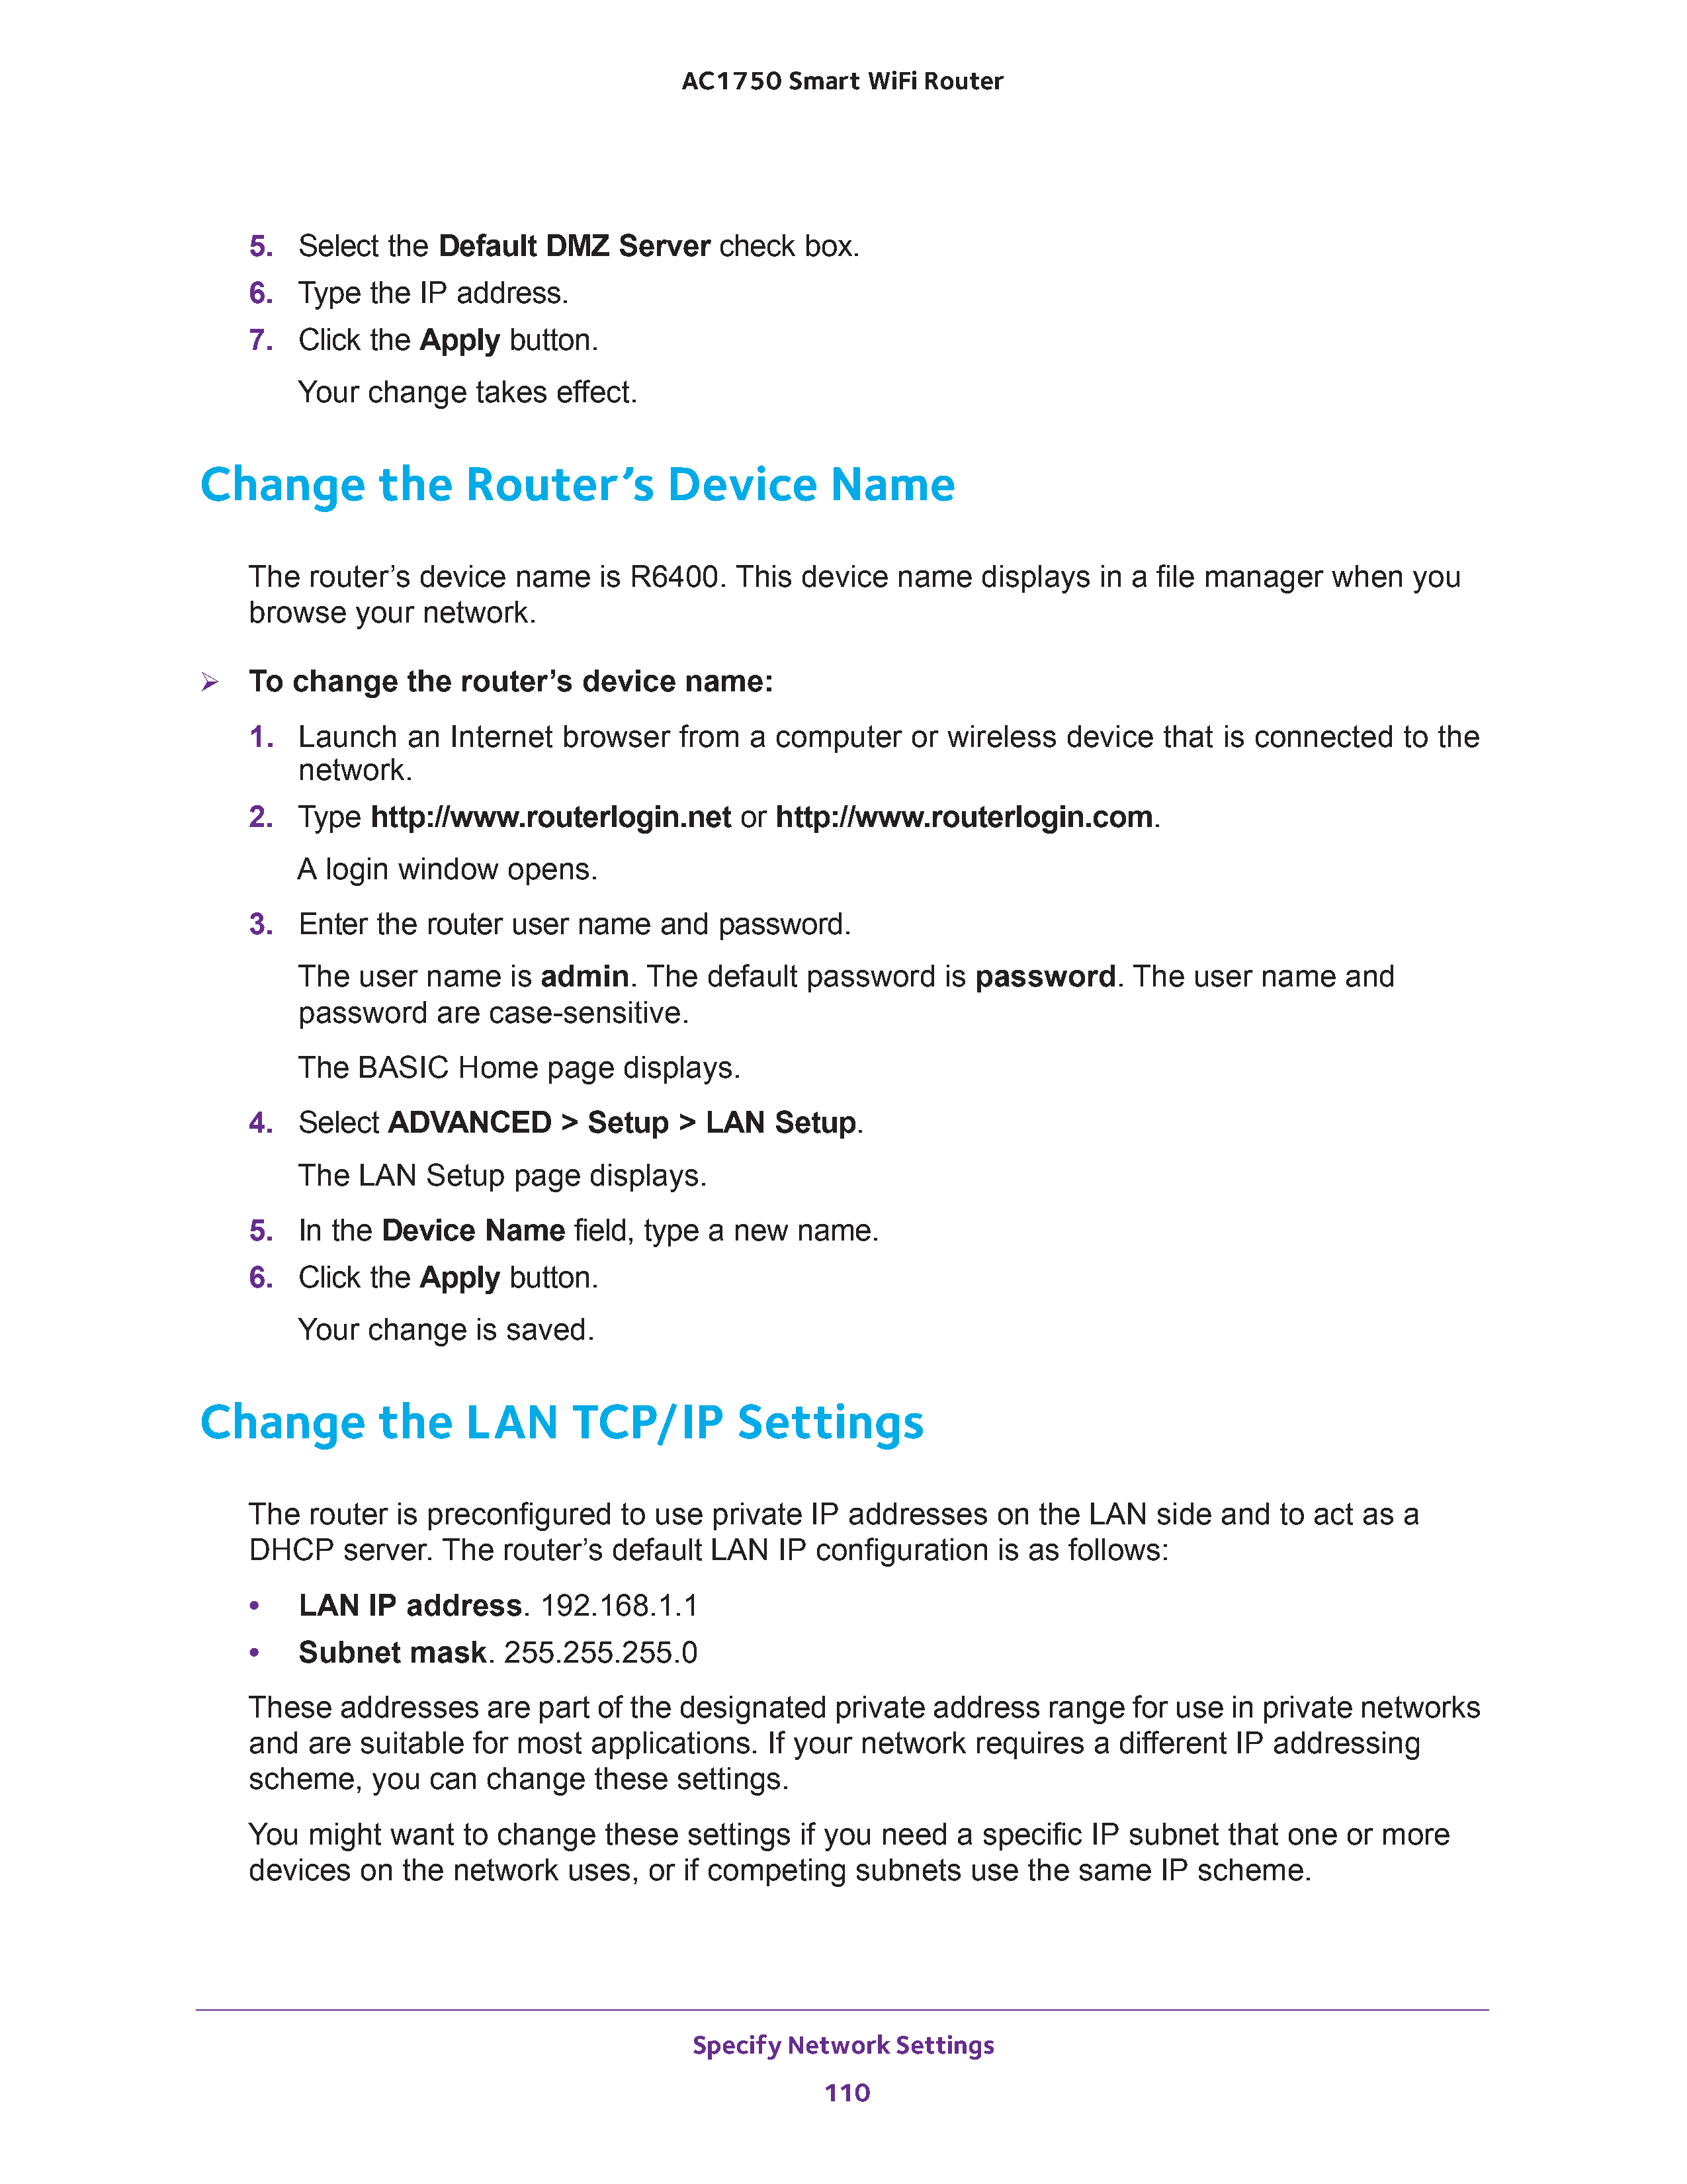 AC1750 Smart WiFi Router
5. Select the Default DMZ Server check box.
6. Type the IP address.
7. Click the Apply button.
Your change takes effect.
Change the Router’s Device Name
The router’s device name is R6400. This device name displays in a file manager when you
browse your network.
➢ To change the router’s device name:
1. Launch an Internet browser from a computer or wireless device that is connected to the
network.
2. Type http://www.routerlogin.net or http://www.routerlogin.com.
A login window opens.
3. Enter the router user name and password.
The user name is admin. The default password is password. The user name and
password are case-sensitive.
The BASIC Home page displays.
4. Select ADVANCED > Setup > LAN Setup.
The LAN Setup page displays.
5. In the Device Name field, type a new name.
6. Click the Apply button.
Your change is saved.
Change the LAN TCP/IP Settings
The router is preconfigured to use private IP addresses on the LAN side and to act as a
DHCP server. The router’s default LAN IP configuration is as follows:
• LAN IP address. 192.168.1.1
• Subnet mask. 255.255.255.0
These addresses are part of the designated private address range for use in private networks
and are suitable for most applications. If your network requires a different IP addressing
scheme, you can change these settings.
You might want to change these settings if you need a specific IP subnet that one or more
devices on the network uses, or if competing subnets use the same IP scheme.
Specify Network Settings
110